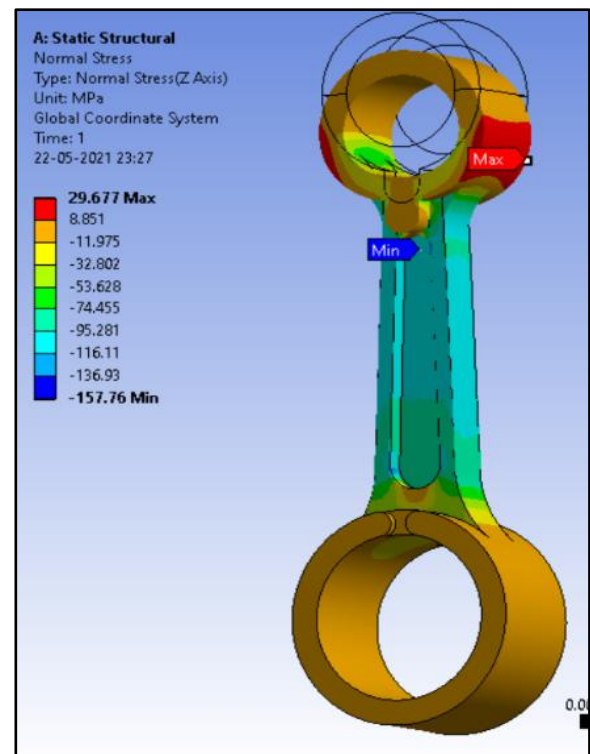 A: Static Structural
Normal Stress
Type: Normal Stress(Z Axis)
Unit: MPa
Global Coordinate System
Time: 1
22-05-2021 23:27
29.677 Max
8.851
-11.975
-32.802
-53.628
-74.455
-95.281
-116.11
-136.93
-157.76 Min
Max
Min